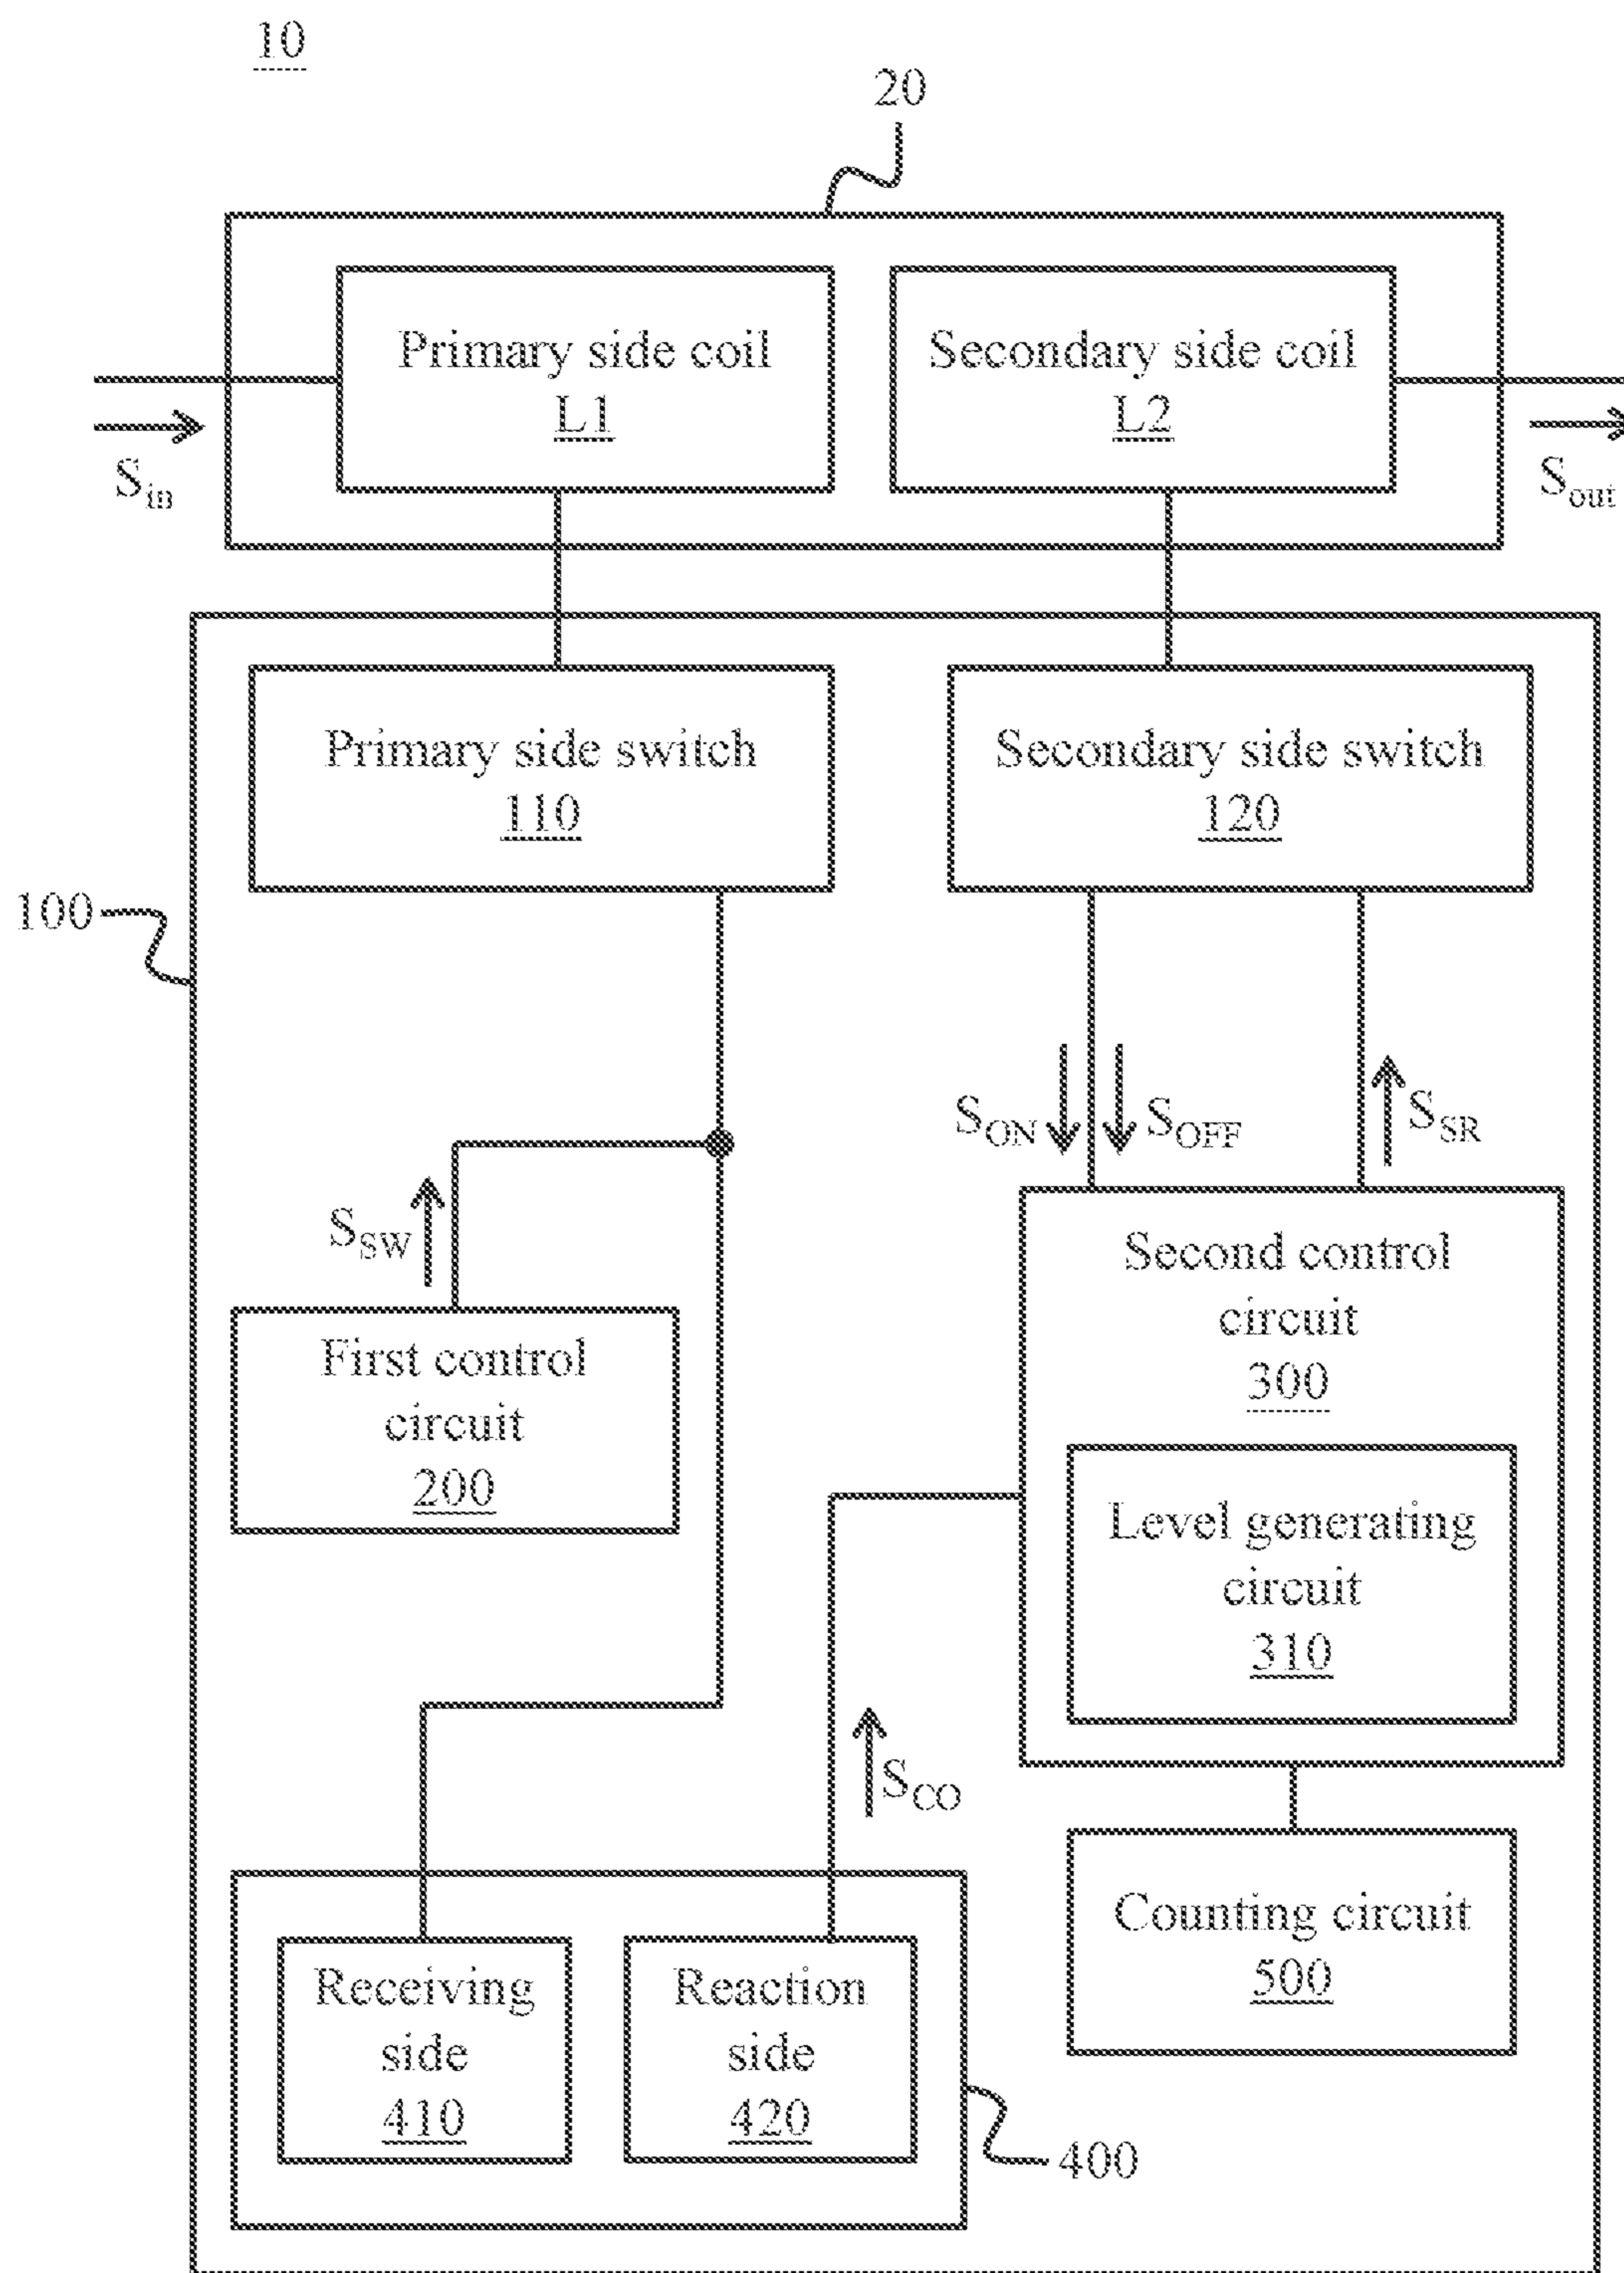 10
20
Primary side coil
L1
Secondary side coil
L2
Sin
Sout
Primary side switch
110
Secondary side switch
120
100
SON
SOFF
SSR
SSW
First control
circuit
200
Second control
circuit
300
Level generating
circuit
310
SCO
Receiving
side
410
Reaction
side
420
Counting circuit
500
400